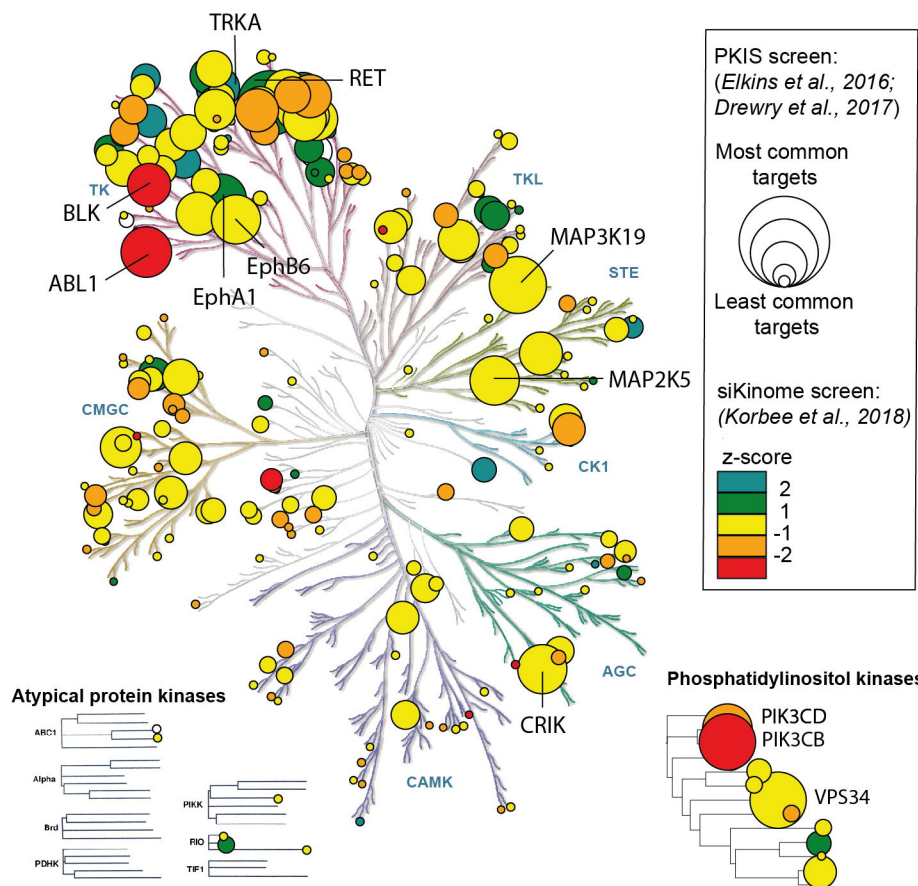 TRKA
RET
TK
BLK
ABL1
EphB6
EphA1
TKL
MAP3K19
STE
MAP2K5
CMGC
CK1
AGC
CRIK
CAMK
PKIS screen:
(Elkins et al., 2016;
Drewry et al., 2017)
Most common
targets
Least common
targets
siKinome screen:
(Korbee et al., 2018)
z-score
2
1
-1
-2
Atypical protein kinases
ABC1
Alpha
Brd
PDHK
PIKK
RIO
TIF1
Phosphatidylinositol kinases
PIK3CD
PIK3CB
VPS34